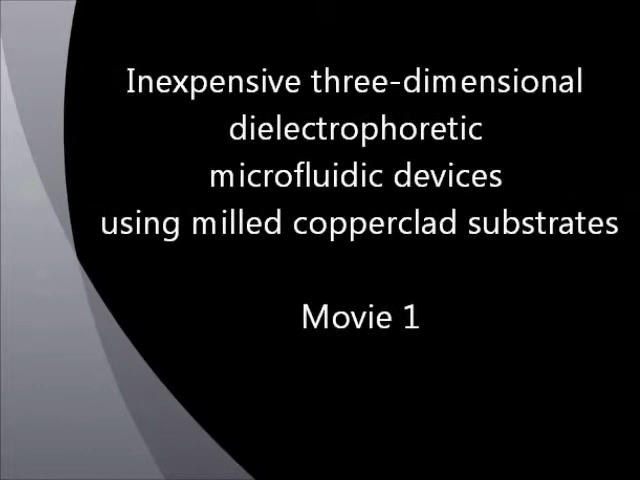 Inexpensive three-dimensional
dielectrophoretic
microfluidic devices
using milled copperclad substrates
Movie 1